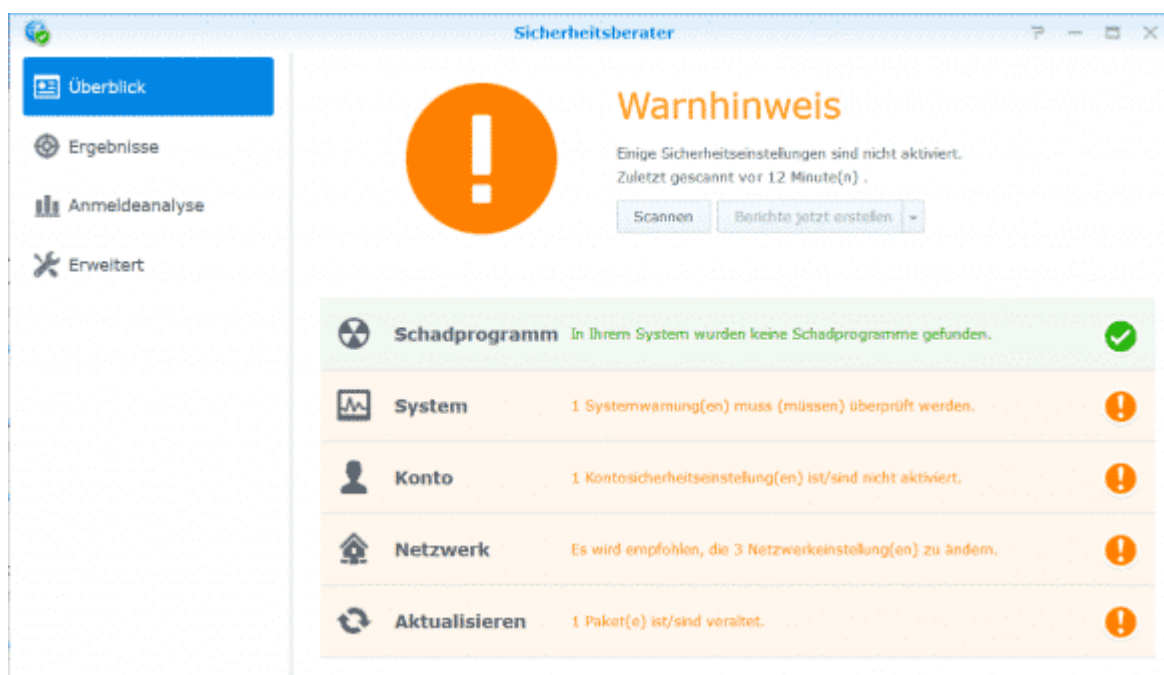 Sicherheitsberater
Überblick
Ergebnisse
Anmeldeanalyse
Erweitert
Warnhinweis
Einige Sicherheitseinstellungen sind nicht aktiviert.
Zuletzt gescannt vor 12 Minute(n) .
Scannen Berichte jetzt erstellen
Schadprogramm In Ihrem System wurden keine Schadprogramme gefunden.
System 1 Systemwarnung(en) muss (müssen) überprüft werden.
Konto 1 Kontosicherheitseinstellung(en) ist/sind nicht aktiviert.
Netzwerk Es wird empfohlen, die 3 Netzwerkeinstellung(en) zu ändern.
Aktualisieren 1 Paket(e) ist/sind veraltet.